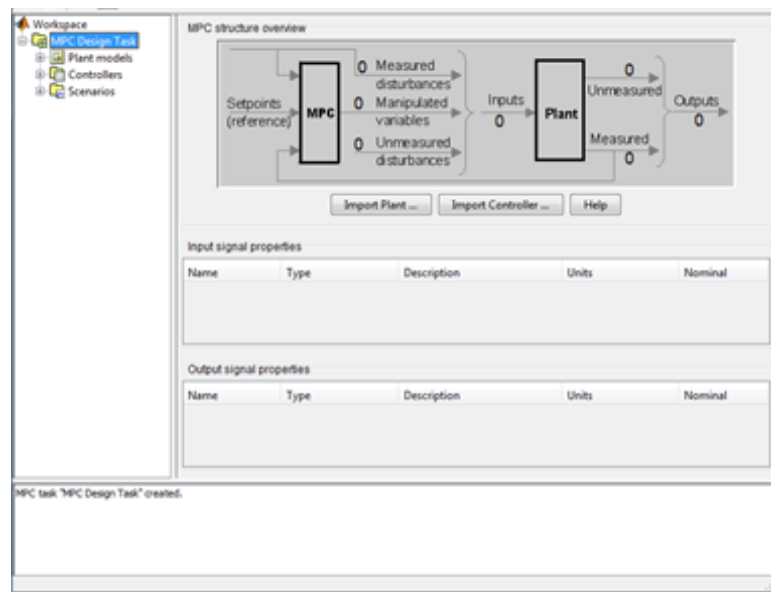 Workspace
MPC Design Task
Plant models
Controllers
Scenarios
MPC structure overview
Setpoints
(reference)
MPC
0 Measured
disturbances
0 Manipulated
variables
0 Unmeasured
disturbances
Inputs
0
Plant
0
Unmeasured
Measured
0
Outputs
0
Import Plant ...
Import Controller ...
Help
Input signal properties
Name Type Description Units Nominal
Output signal properties
Name Type Description Units Nominal
MPC task "MPC Design Task" created.